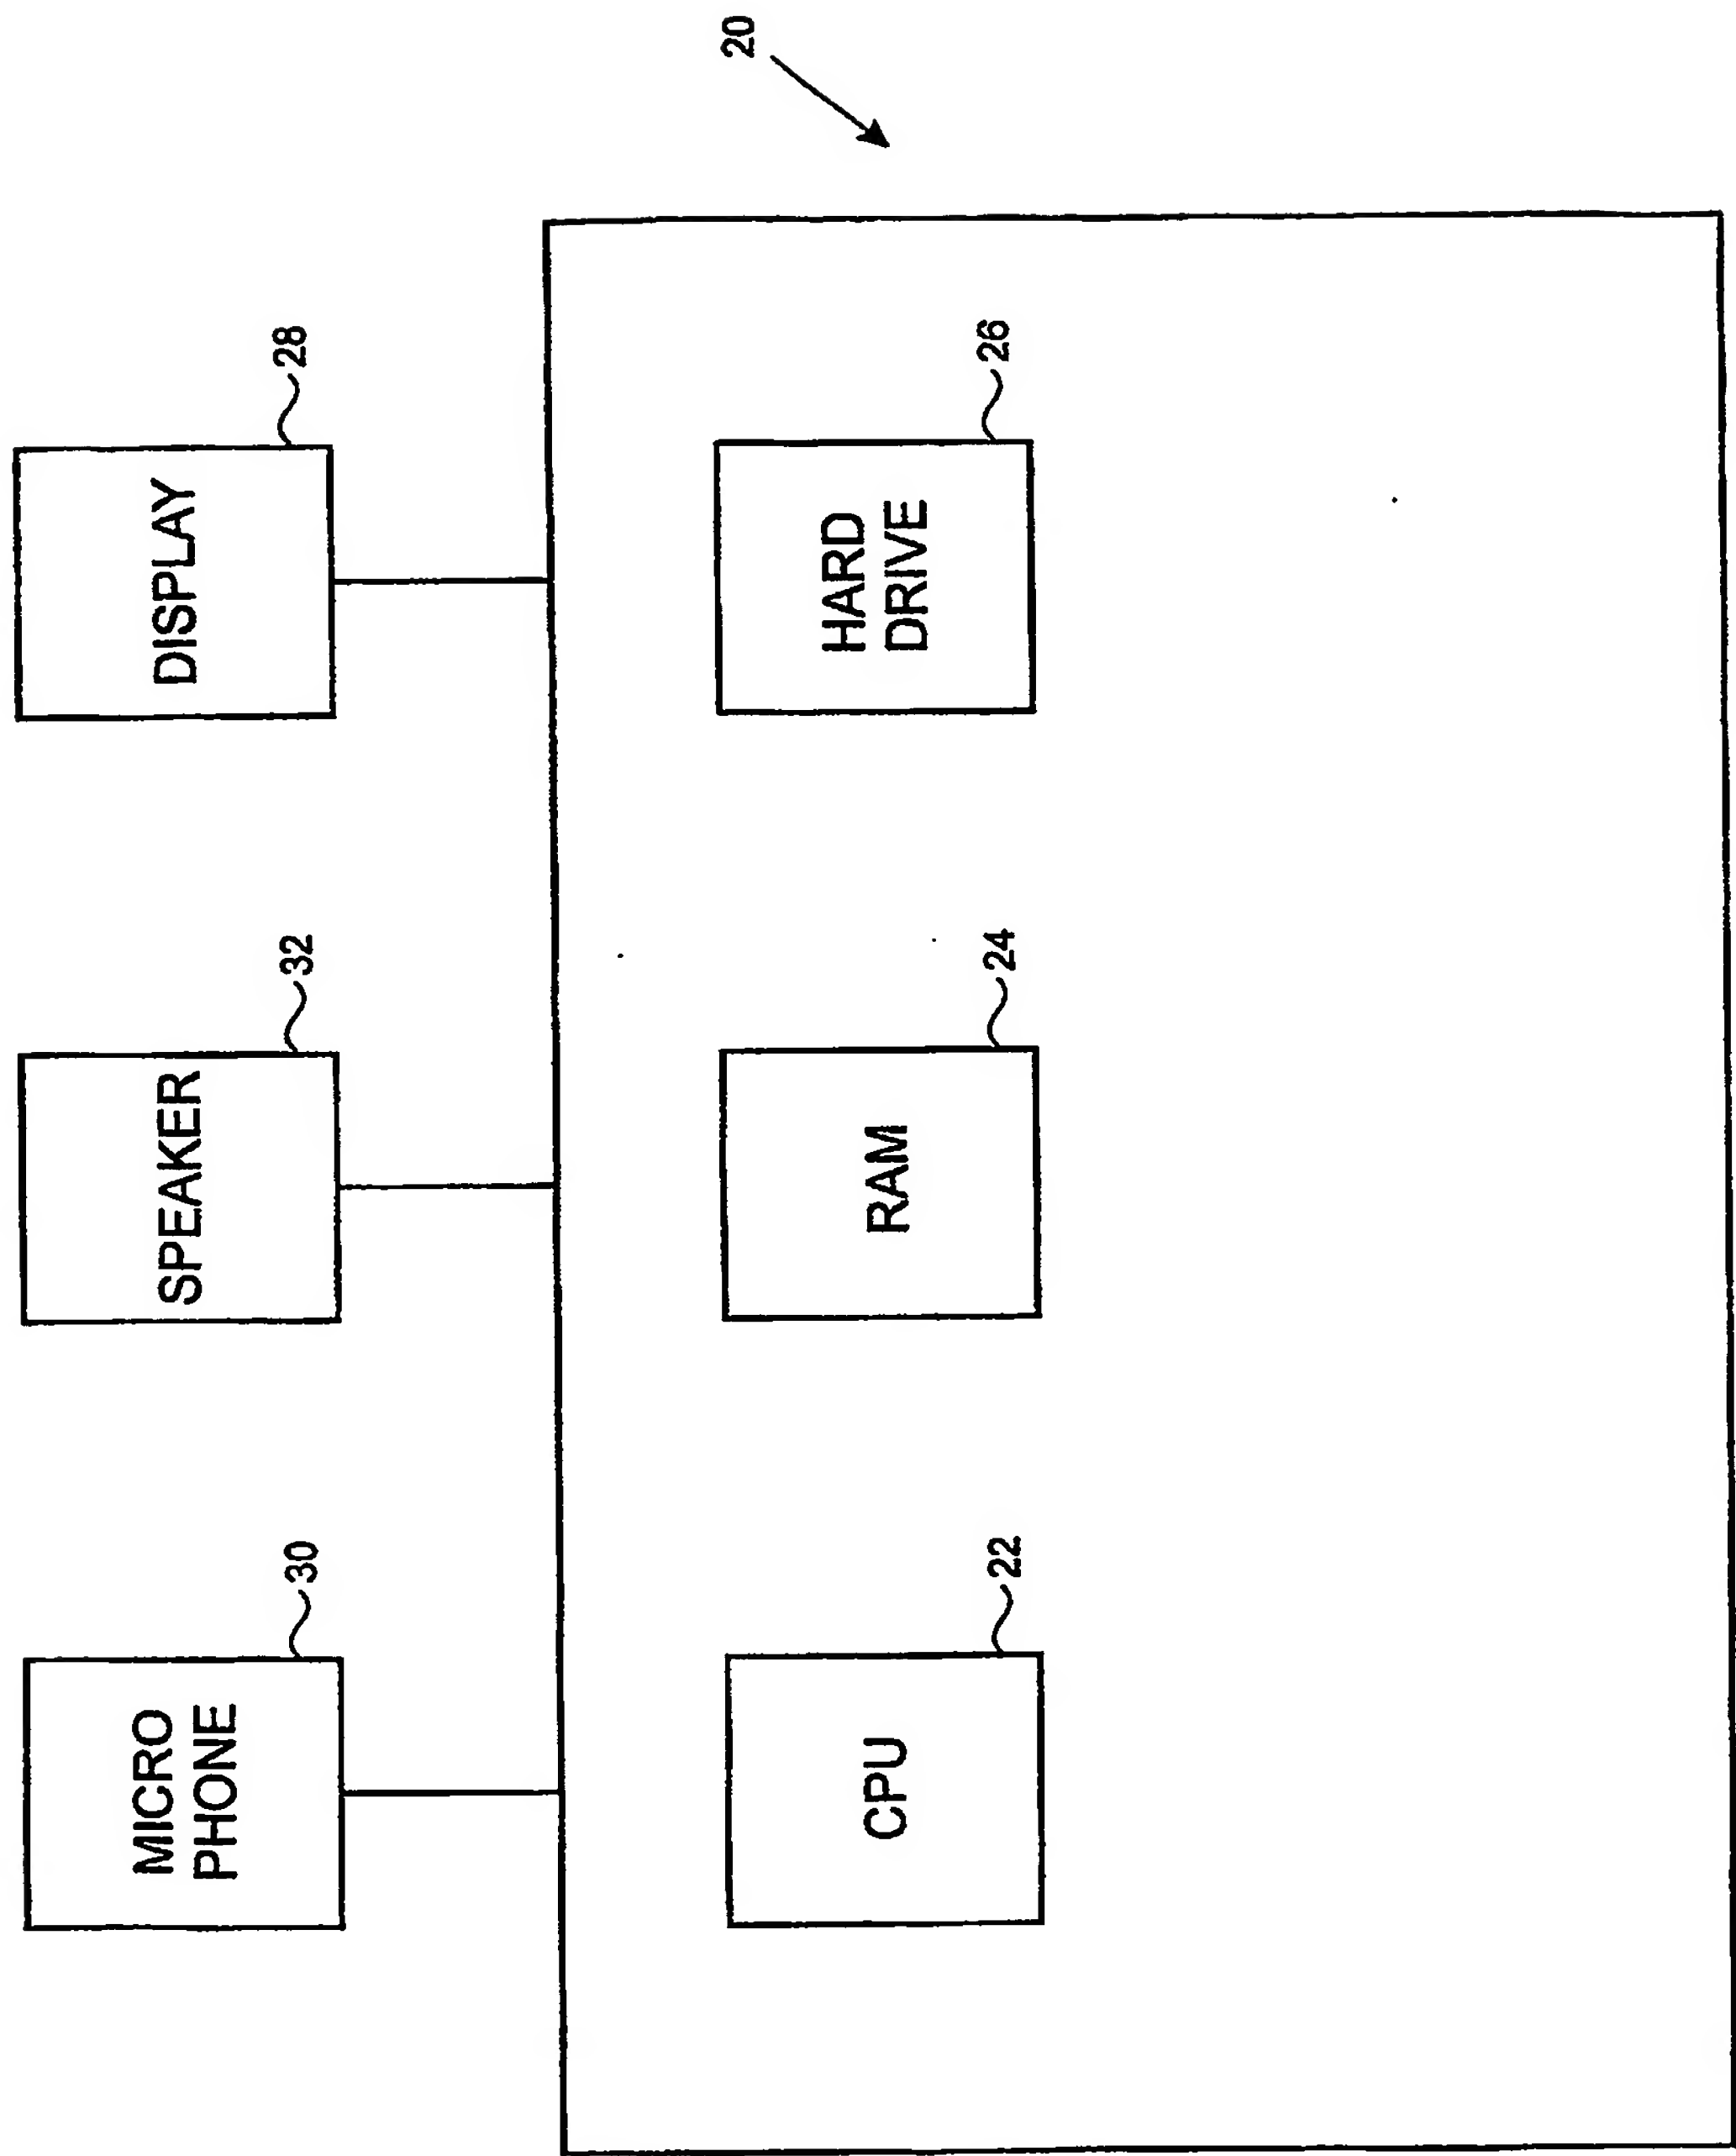 20
MICRO
PHONE
30
SPEAKER
32
DISPLAY
28
CPU
22
RAM
24
HARD
DRIVE
26